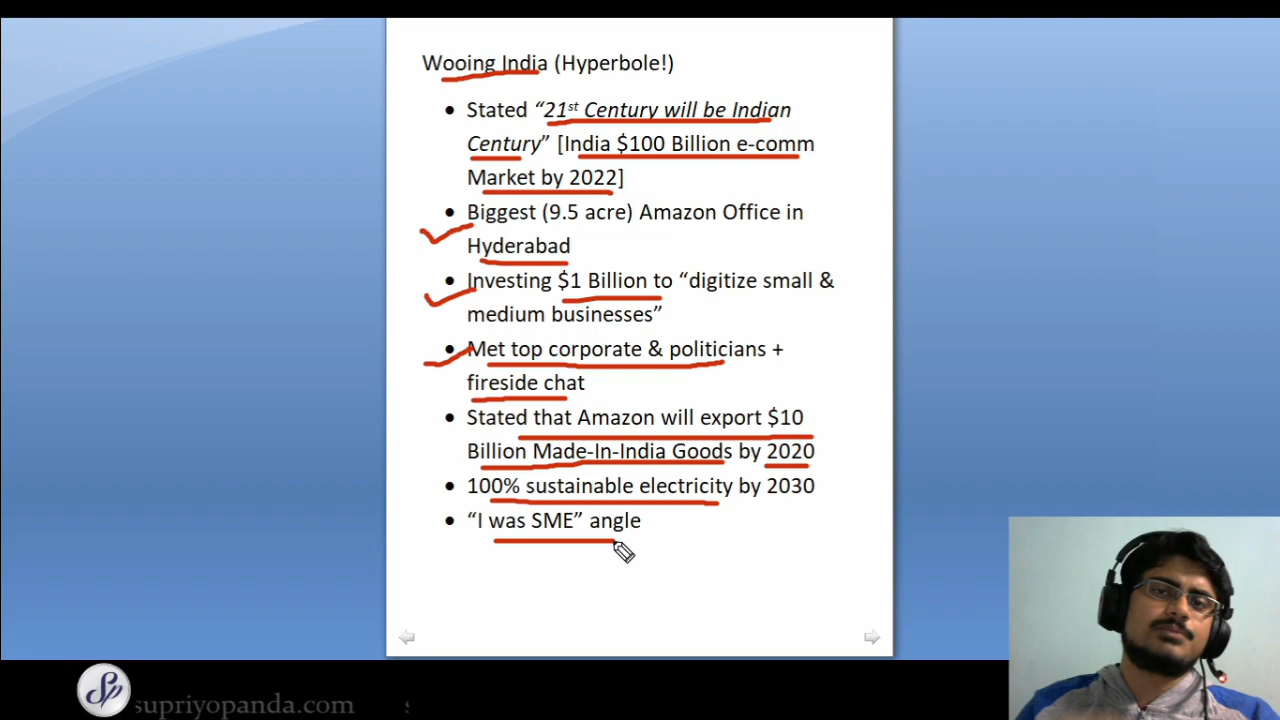 Wooing India (Hyperbole!)
• Stated “21st Century will be Indian
Century” [India $100 Billion e-comm
Market by 2022]
• Biggest (9.5 acre) Amazon Office in
Hyderabad
• Investing $1 Billion to “digitize small &
medium businesses”
• Met top corporate & politicians +
fireside chat
• Stated that Amazon will export $10
Billion Made-In-India Goods by 2020
• 100% sustainable electricity by 2030
• “I was SME” angle
supriyopanda.com